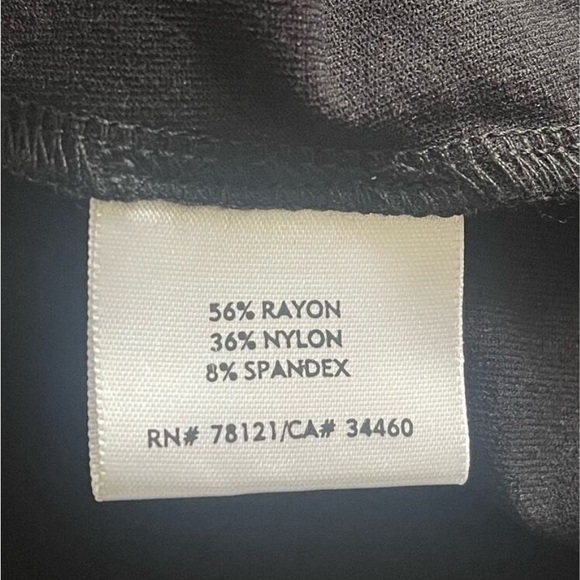 56% RAYON
36% NYLON
8% SPANDEX
RN# 78121/CA# 34460